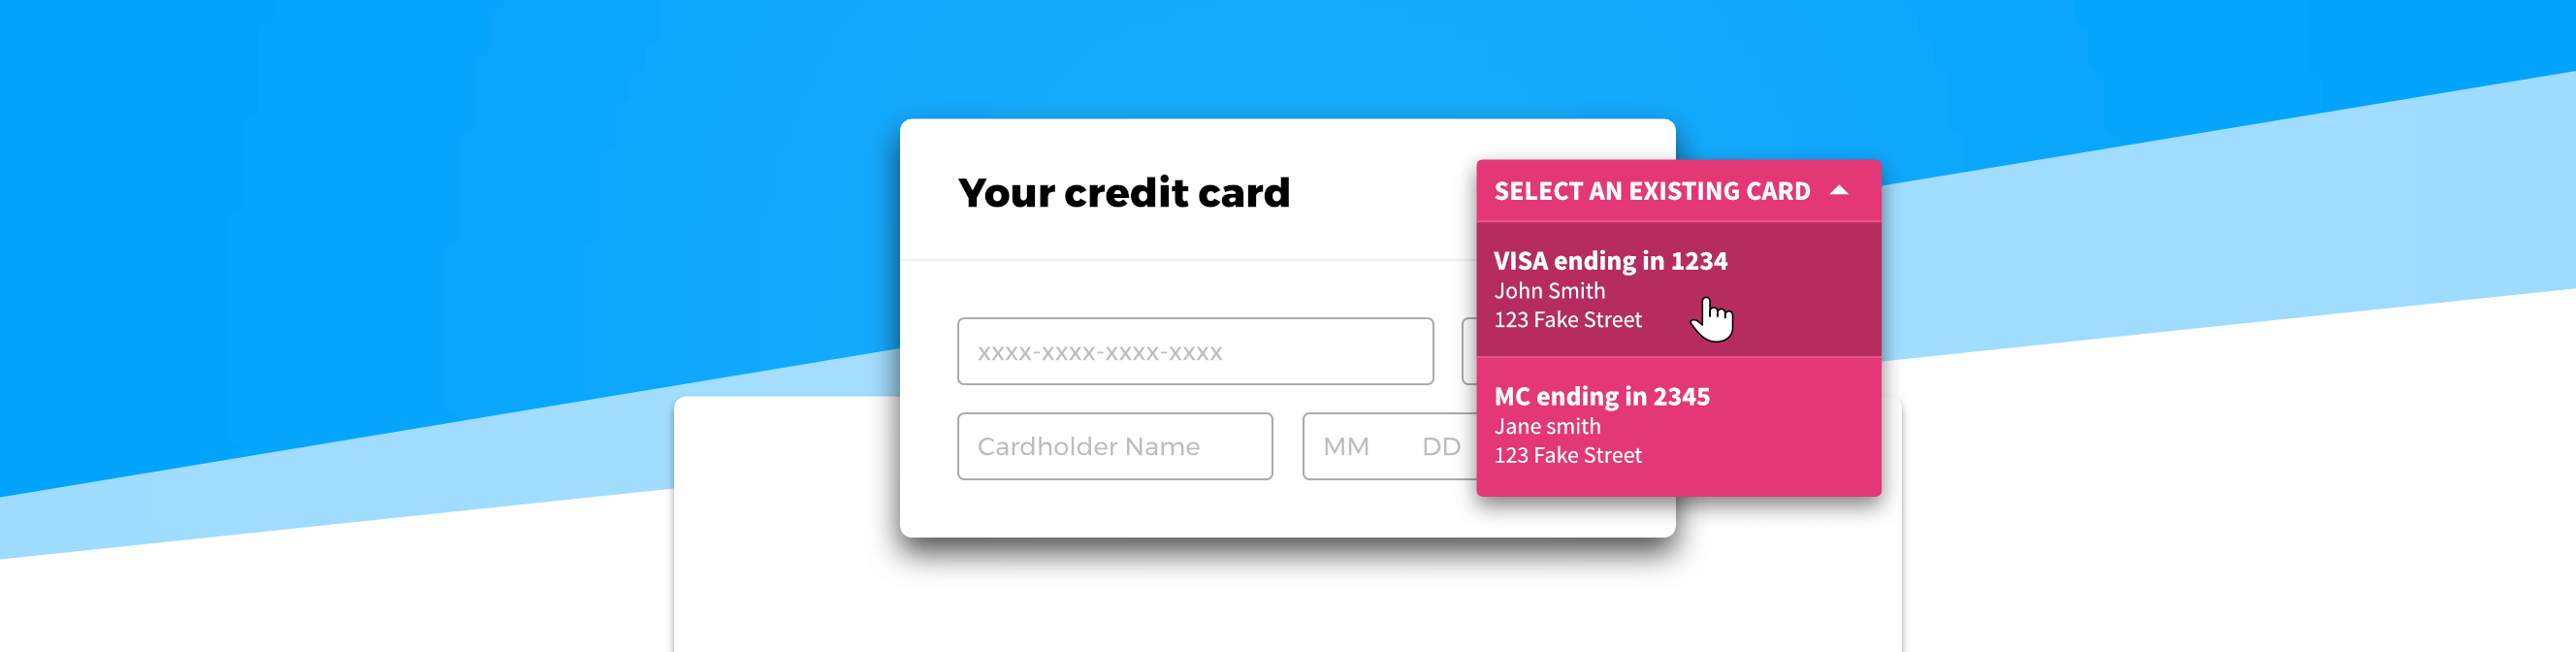 Your credit card
SELECT AN EXISTING CARD
VISA ending in 1234
John Smith
123 Fake Street
xxxx-xxxx-xxxx-xxxx
MC ending in 2345
Jane smith
123 Fake Street
Cardholder Name
MM DD